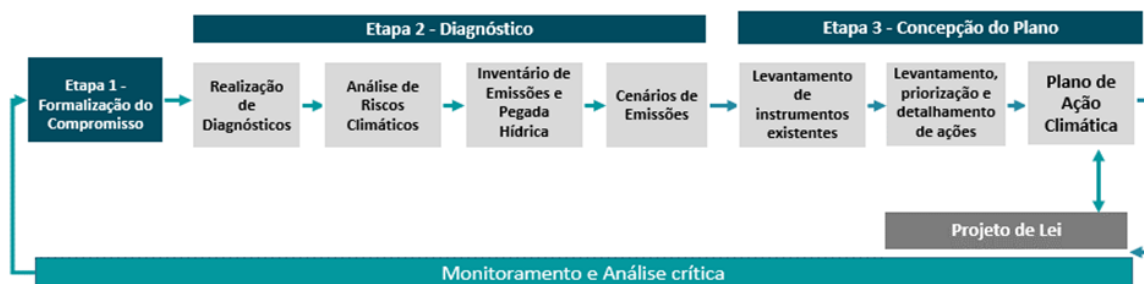 Etapa 2 - Diagnóstico
Etapa 3 - Concepção do Plano
Etapa 1 -
Formalização do
Compromisso
Realização
de
Diagnósticos
Análise de
Riscos
Climáticos
Inventário de
Emissões e
Pegada
Hídrica
Cenários de
Emissões
Levantamento
de
instrumentos
existentes
Levantamento,
priorização e
detalhamento
de ações
Plano de
Ação
Climática
Projeto de Lei
Monitoramento e Análise crítica